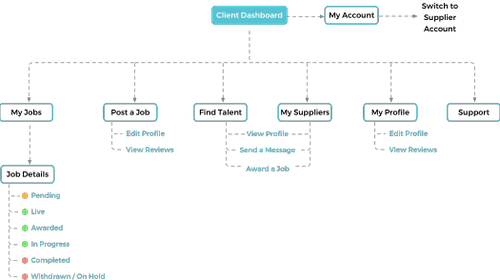 Client Dashboard
My Account
Switch to
Supplier
Account
My Jobs
Post a Job
Find Talent
My Suppliers
My Profile
Support
Edit Profile
View Reviews
View Profile
Send a Message
Award a Job
Edit Profile
View Reviews
Job Details
Pending
Live
Awarded
In Progress
Completed
Withdrawn / On Hold